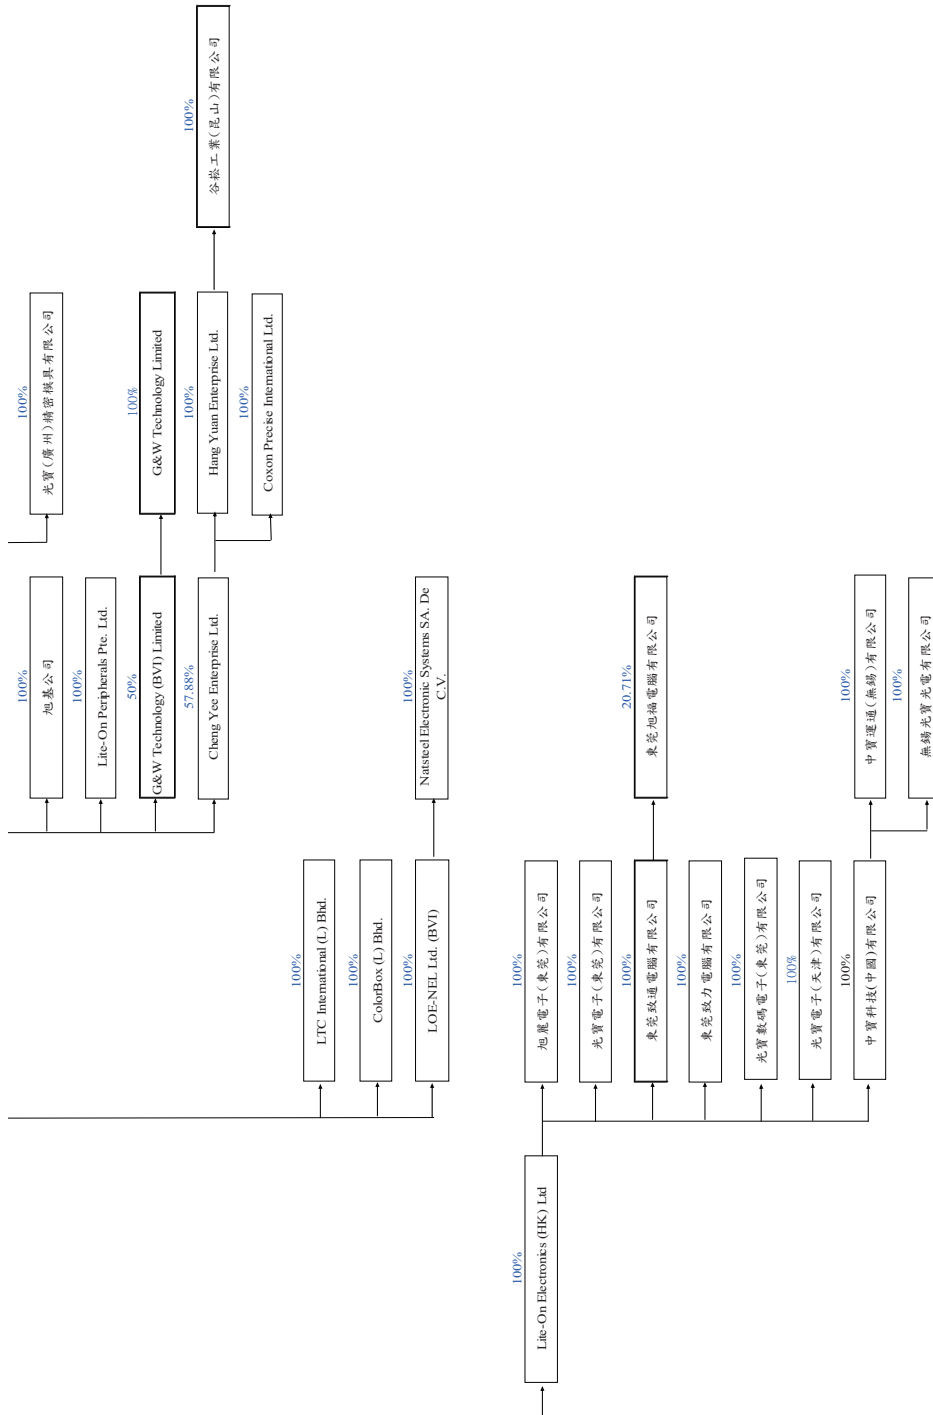 100%
谷崧工業(昆山)有限公司
100%
光寶(廣州)精密模具有限公司
100%
G&W Technology Limited
100%
Hang Yuan Enterprise Ltd.
100%
Coxon Precise International Ltd.
100%
旭基公司
100%
Lite-On Peripherals Pte. Ltd.
50%
G&W Technology (BVI) Limited
57.88%
Cheng Yee Enterprise Ltd.
100%
Natsteel Electronic Systems SA. De
C.V.
20.71%
東莞旭福電腦有限公司
100%
中寶運通(無錫)有限公司
100%
無錫光寶光電有限公司
100%
LTC International (L) Bhd.
100%
ColorBox (L) Bhd.
100%
LOE-NEL Ltd. (BVI)
100%
旭麗電子(東莞)有限公司
100%
光寶電子(東莞)有限公司
100%
東莞致通電腦有限公司
100%
東莞致力電腦有限公司
100%
光寶數碼電子(東莞)有限公司
100%
光寶電子(天津)有限公司
100%
中寶科技(中國)有限公司
100%
Lite-On Electronics (HK) Ltd